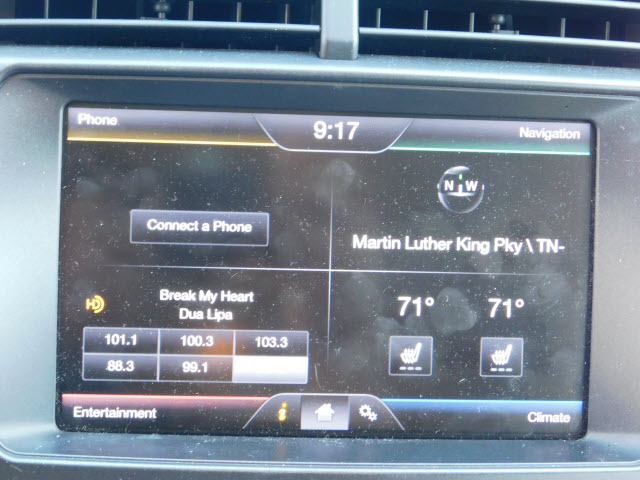 Phone
9:17
Navigation
N W
Connect a Phone
Martin Luther King Pky \ TN-
HD
Break My Heart
Dua Lipa
101.1 100.3 103.3
88.3 99.1
71° 71°
Entertainment
i
Climate